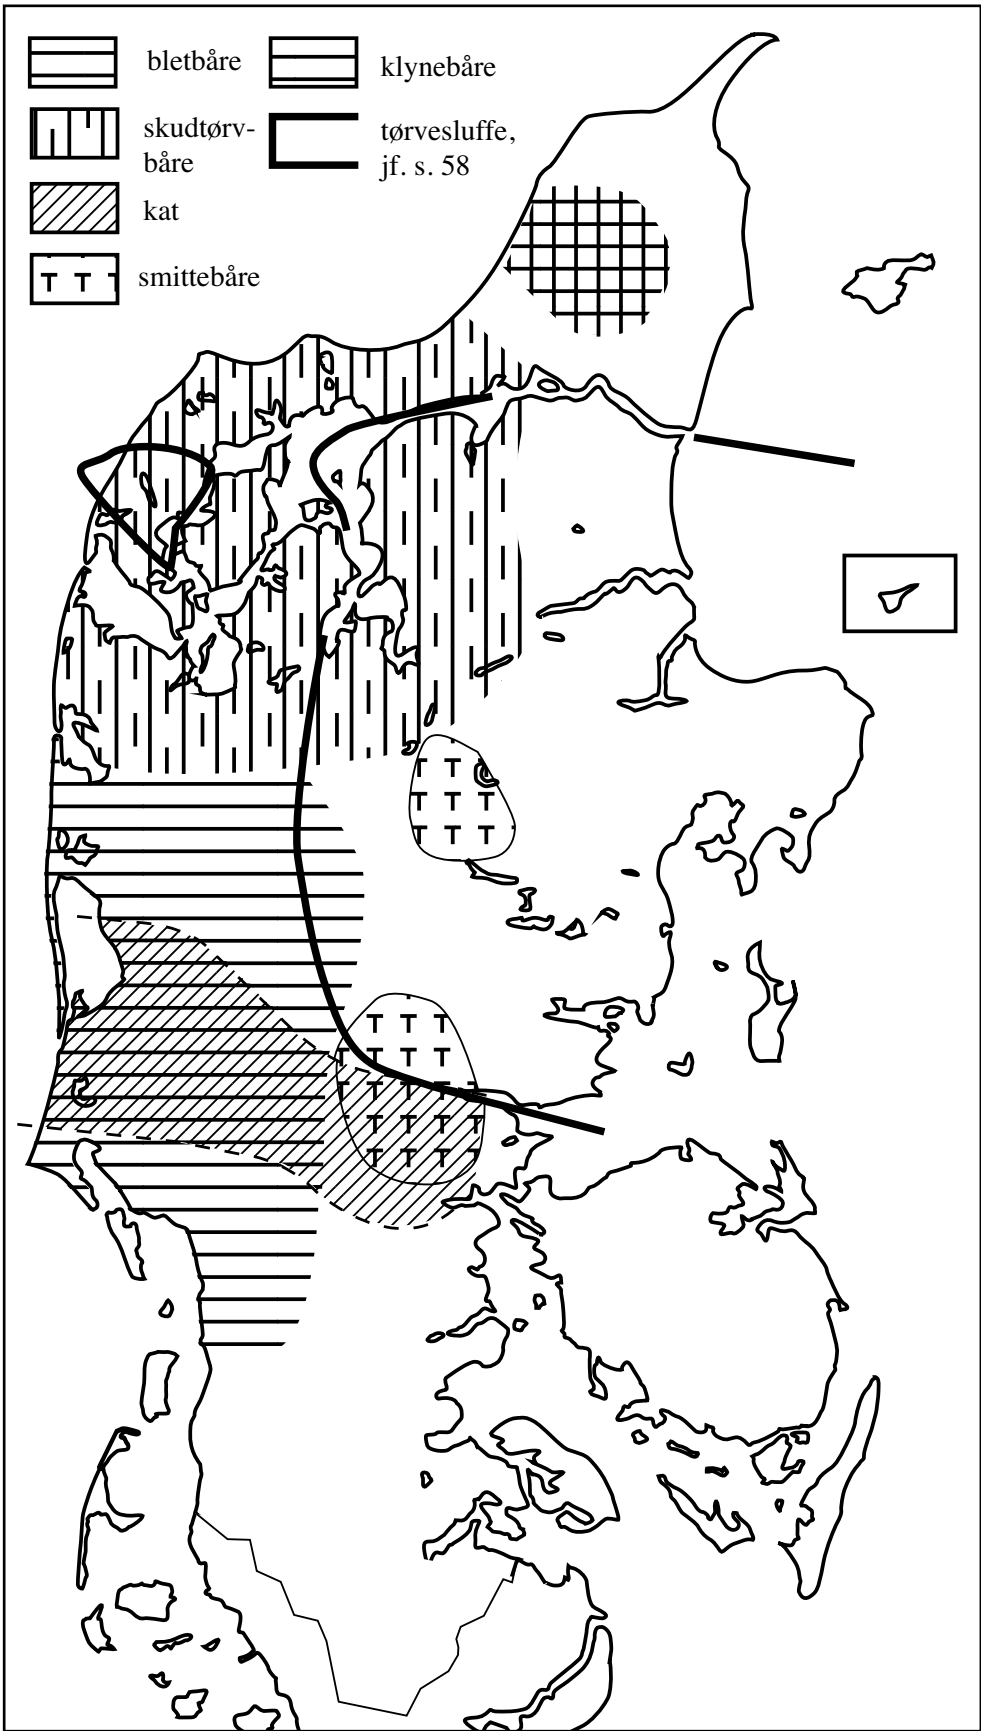 bletbåre
klynebåre
skudtørv-
båre
tørvesluffe,
jf. s. 58
kat
smittebåre